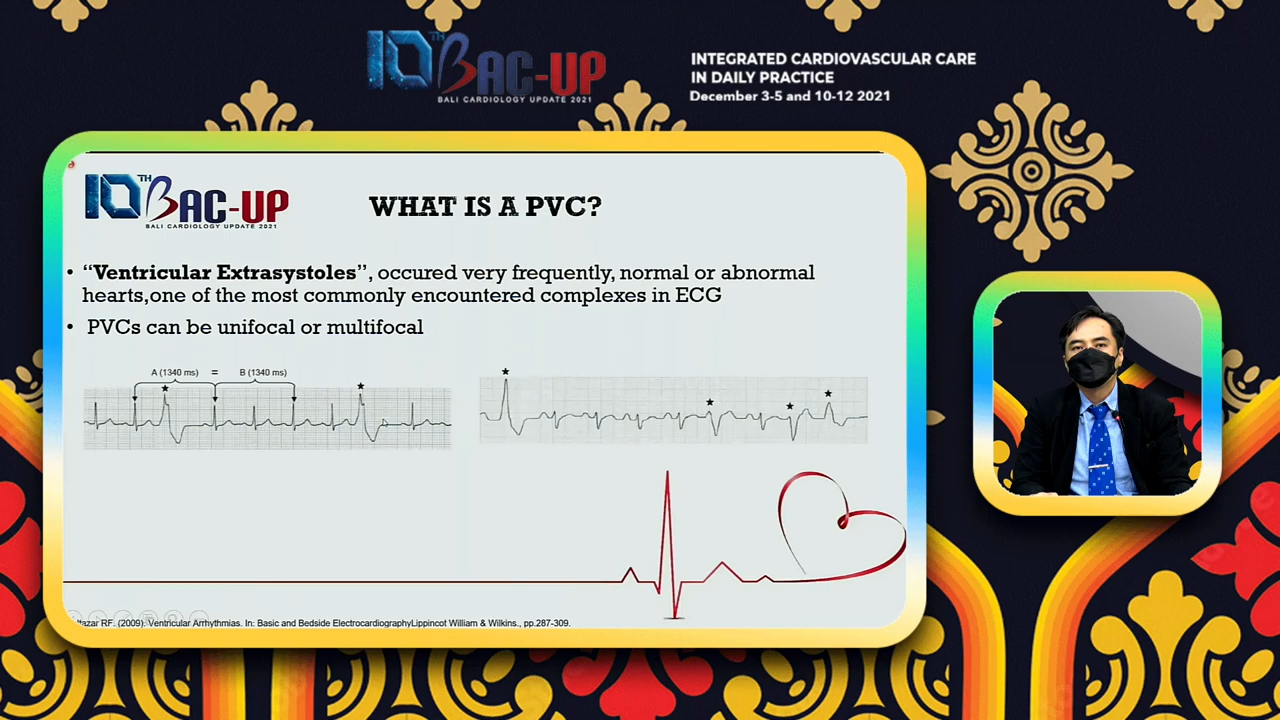 10TH BAC-UP
BALI CARDIOLOGY UPDATE 2021
INTEGRATED CARDIOVASCULAR CARE
IN DAILY PRACTICE
December 3-5 and 10-12 2021
10TH BAC-UP
BALI CARDIOLOGY UPDATE 2021
WHAT IS A PVC?
• “Ventricular Extrasystoles”, occured very frequently, normal or abnormal
hearts,one of the most commonly encountered complexes in ECG
• PVCs can be unifocal or multifocal
A (1340 ms) = B (1340 ms)
RF. (2009). Ventricular Arrhythmias. In: Basic and Bedside ElectrocardiographyLippincot William & Wilkins., pp.287-309.